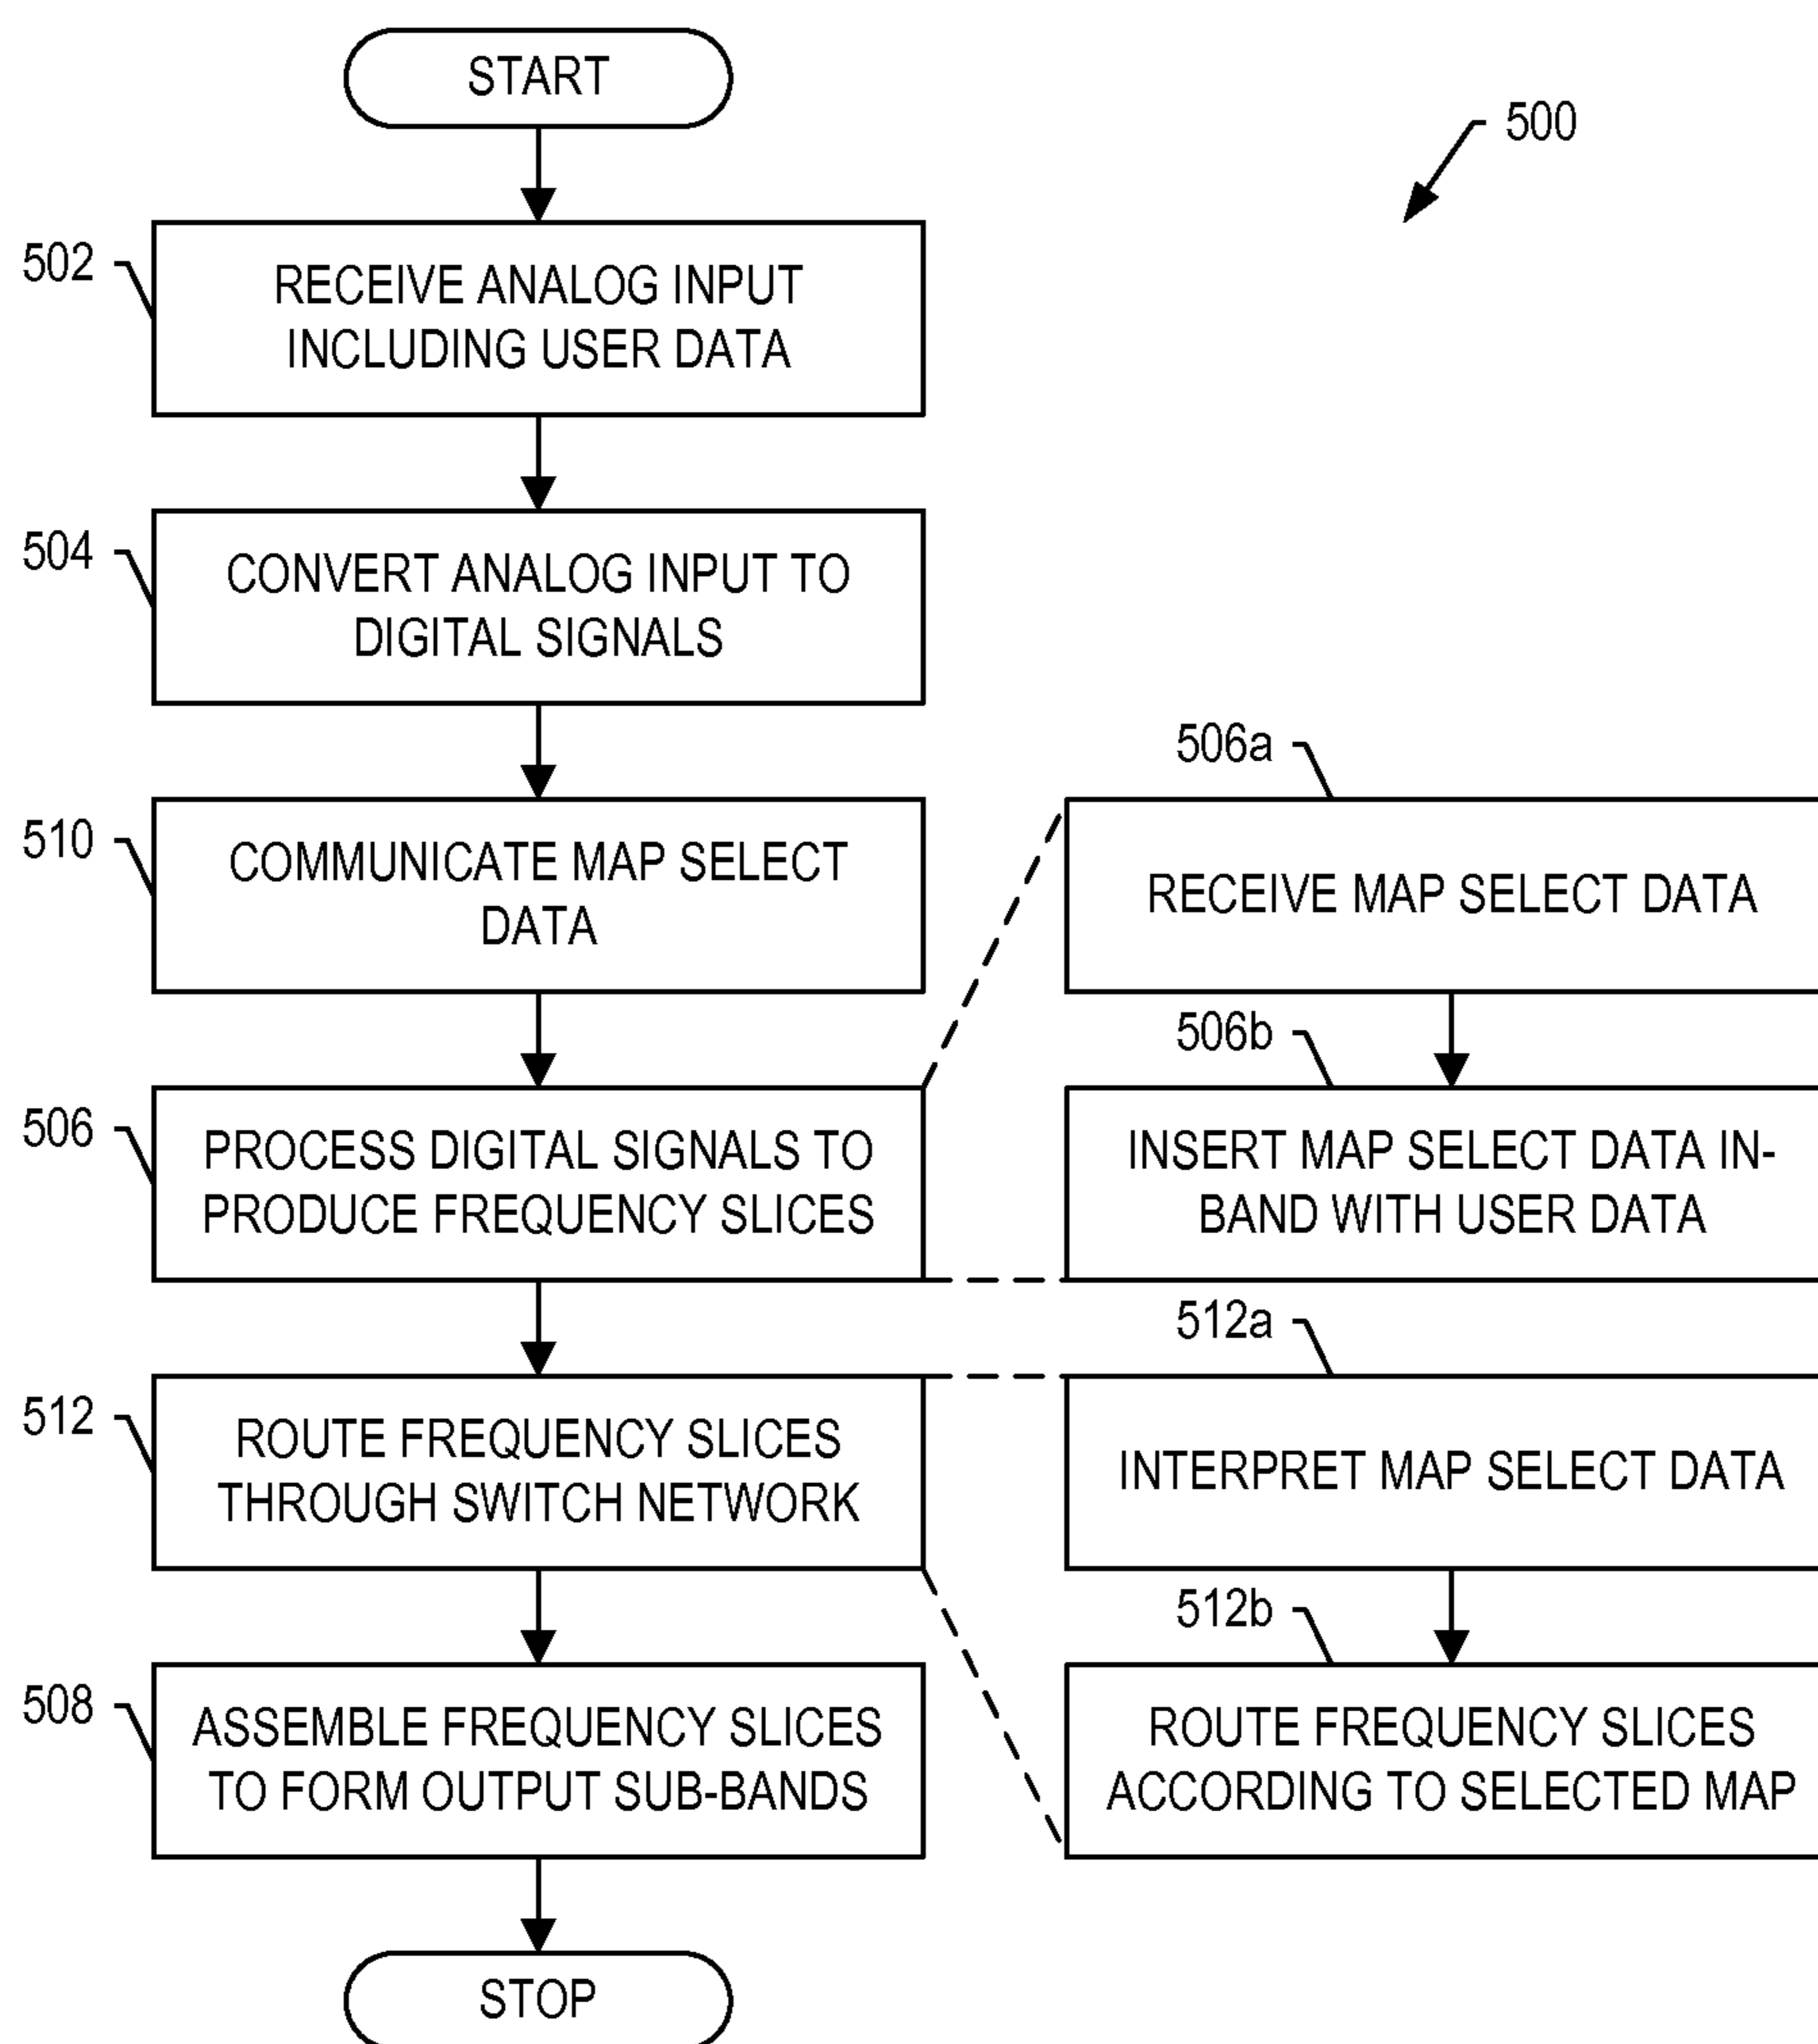 START
500
502
RECEIVE ANALOG INPUT
INCLUDING USER DATA
504
CONVERT ANALOG INPUT TO
DIGITAL SIGNALS
510
COMMUNICATE MAP SELECT
DATA
506a
RECEIVE MAP SELECT DATA
506
PROCESS DIGITAL SIGNALS TO
PRODUCE FREQUENCY SLICES
506b
INSERT MAP SELECT DATA IN-
BAND WITH USER DATA
512
ROUTE FREQUENCY SLICES
THROUGH SWITCH NETWORK
512a
INTERPRET MAP SELECT DATA
508
ASSEMBLE FREQUENCY SLICES
TO FORM OUTPUT SUB-BANDS
512b
ROUTE FREQUENCY SLICES
ACCORDING TO SELECTED MAP
STOP